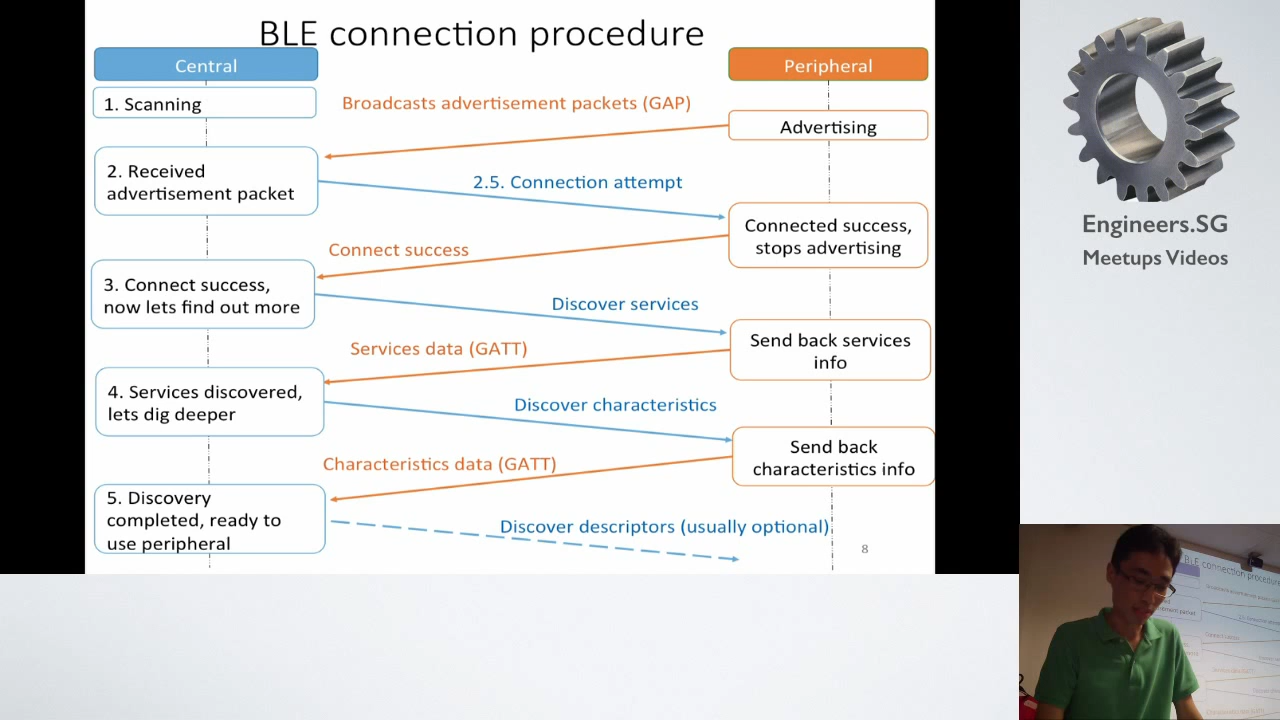 BLE connection procedure
Central
Peripheral
1. Scanning
Broadcasts advertisement packets (GAP)
Advertising
2. Received
advertisement packet
2.5. Connection attempt
Connected success,
stops advertising
Connect success
3. Connect success,
now lets find out more
Discover services
Send back services
info
Services data (GATT)
4. Services discovered,
lets dig deeper
Discover characteristics
Send back
characteristics info
Characteristics data (GATT)
5. Discovery
completed, ready to
use peripheral
Discover descriptors (usually optional)
8
Engineers.SG
Meetups Videos
BLE connection procedure